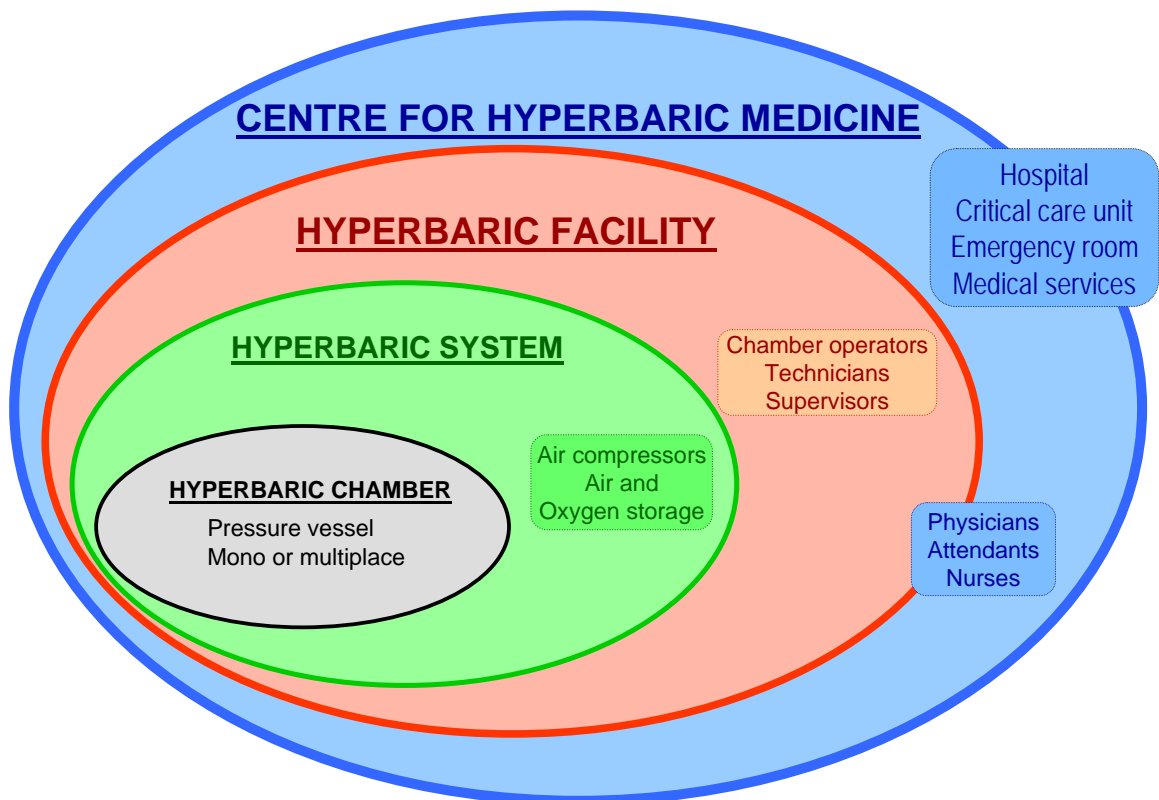 CENTRE FOR HYPERBARIC MEDICINE
Hospital
Critical care unit
Emergency room
Medical services
HYPERBARIC FACILITY
Chamber operators
Technicians
Supervisors
HYPERBARIC SYSTEM
Air compressors
Air and
Oxygen storage
HYPERBARIC CHAMBER
Pressure vessel
Mono or multiplace
Physicians
Attendants
Nurses